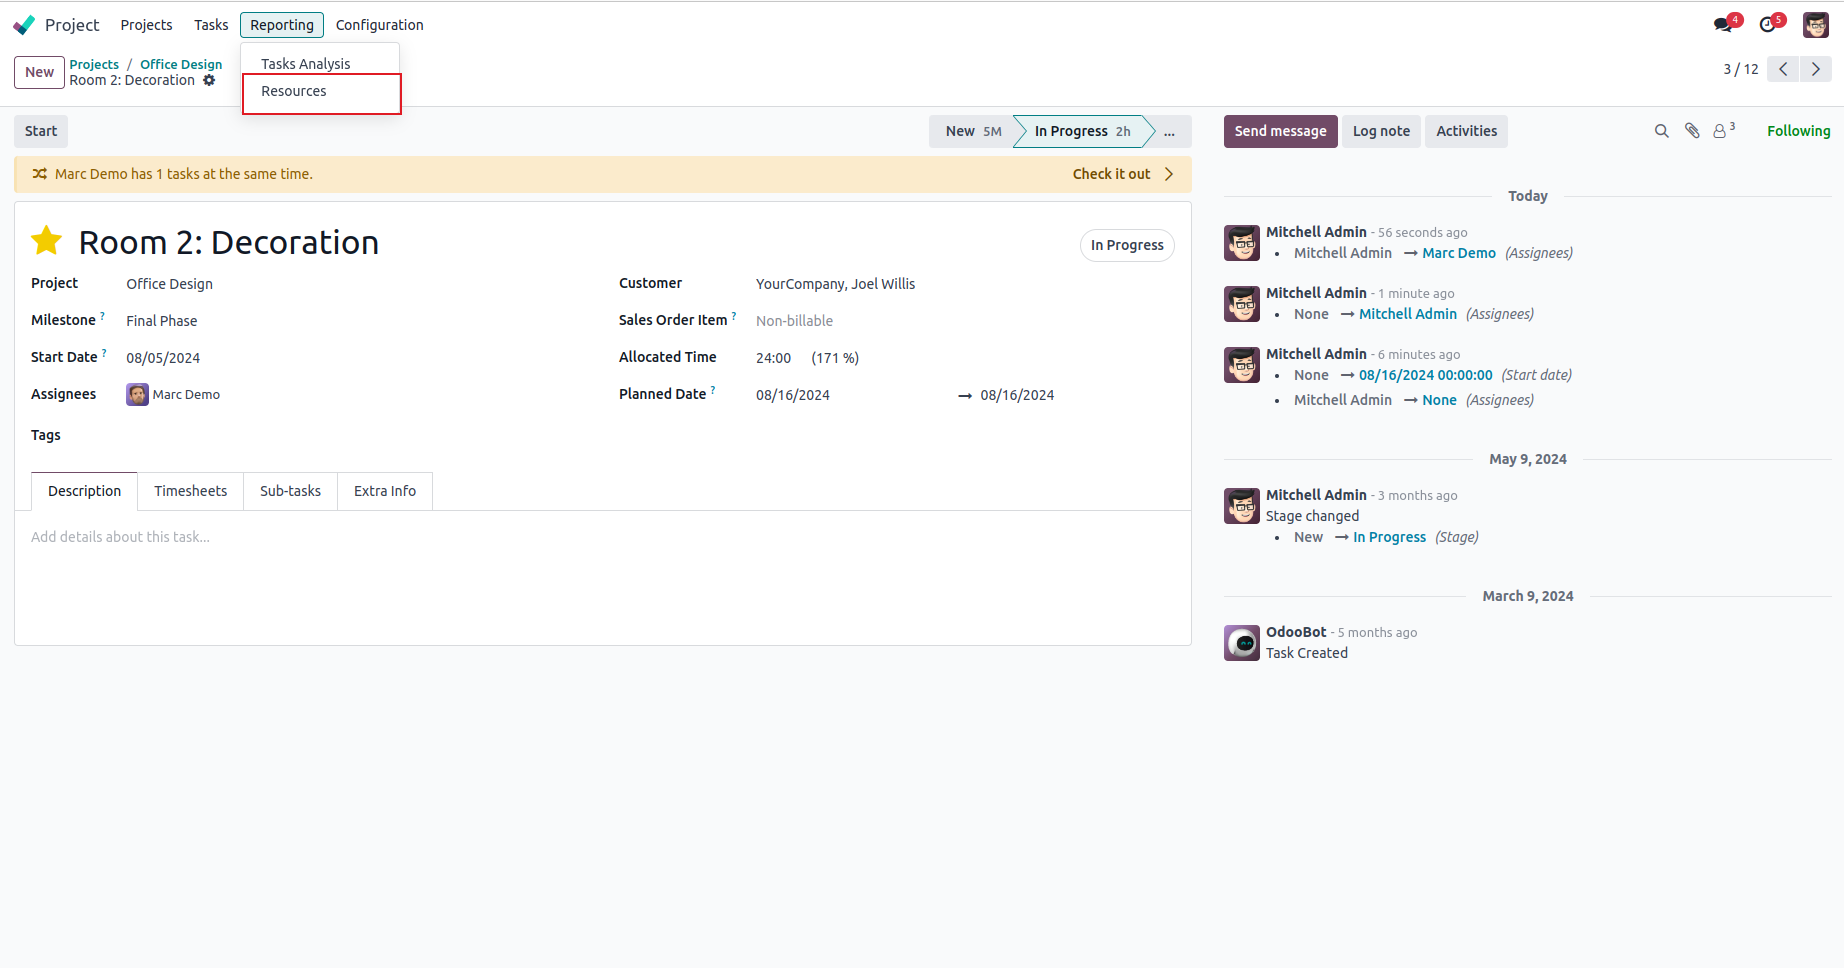 Project Projects Tasks Reporting Configuration 4 5
Tasks Analysis
Resources
New Projects / Office Design
Room 2: Decoration
3 / 12
Start
New 5M In Progress 2h ...
Send message Log note Activities 3 Following
Marc Demo has 1 tasks at the same time. Check it out
Room 2: Decoration In Progress
Project Office Design
Customer YourCompany, Joel Willis
Milestone ? Final Phase
Sales Order Item ? Non-billable
Start Date ? 08/05/2024
Allocated Time 24:00 (171 %)
Assignees Marc Demo
Planned Date ? 08/16/2024 → 08/16/2024
Tags
Description Timesheets Sub-tasks Extra Info
Add details about this task...
Today
Mitchell Admin - 56 seconds ago
• Mitchell Admin → Marc Demo (Assignees)
Mitchell Admin - 1 minute ago
• None → Mitchell Admin (Assignees)
Mitchell Admin - 6 minutes ago
• None → 08/16/2024 00:00:00 (Start date)
• Mitchell Admin → None (Assignees)
May 9, 2024
Mitchell Admin - 3 months ago
Stage changed
• New → In Progress (Stage)
March 9, 2024
OdooBot - 5 months ago
Task Created